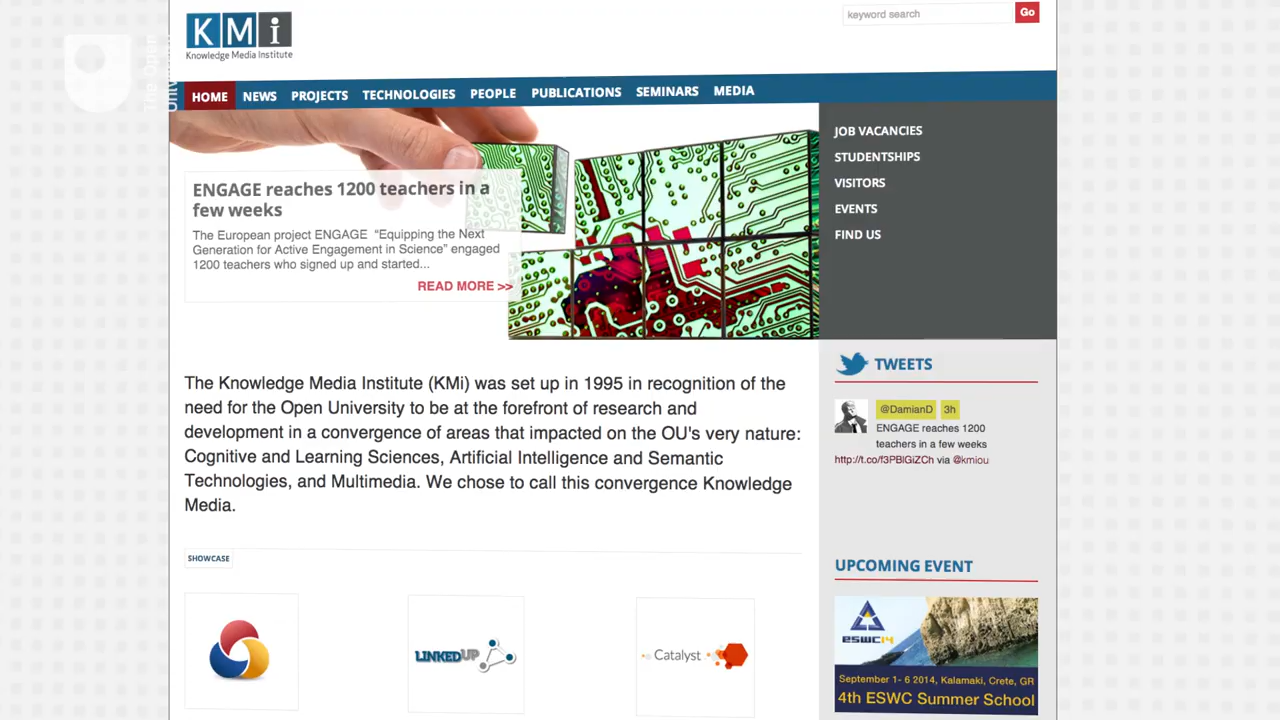 KMi
Knowledge Media Institute
keyword search
Go
The Open
University
HOME NEWS PROJECTS TECHNOLOGIES PEOPLE PUBLICATIONS SEMINARS MEDIA
ENGAGE reaches 1200 teachers in a
few weeks
The European project ENGAGE “Equipping the Next
Generation for Active Engagement in Science” engaged
1200 teachers who signed up and started...
READ MORE >>
JOB VACANCIES
STUDENTSHIPS
VISITORS
EVENTS
FIND US
The Knowledge Media Institute (KMi) was set up in 1995 in recognition of the
need for the Open University to be at the forefront of research and
development in a convergence of areas that impacted on the OU's very nature:
Cognitive and Learning Sciences, Artificial Intelligence and Semantic
Technologies, and Multimedia. We chose to call this convergence Knowledge
Media.
TWEETS
@DamianD 3h
ENGAGE reaches 1200
teachers in a few weeks
http://t.co/f3PBlGiZCh via @kmiou
SHOWCASE
LINKEDUP
Catalyst
UPCOMING EVENT
ESWC14
September 1- 6 2014, Kalamaki, Crete, GR
4th ESWC Summer School